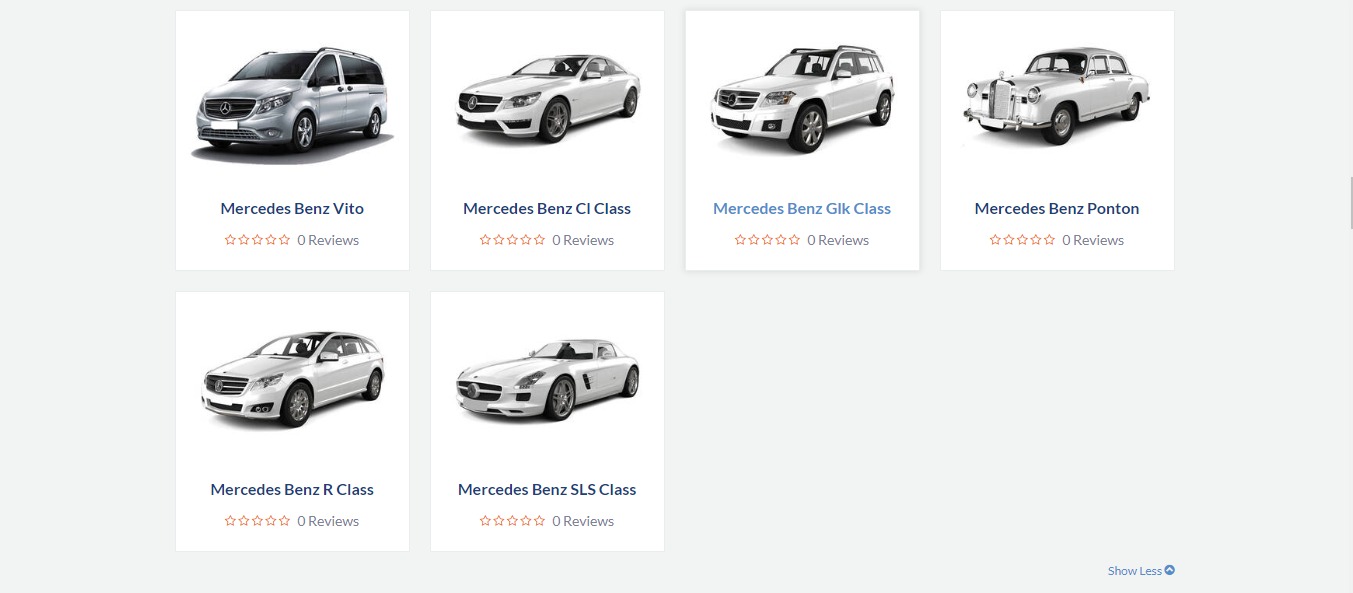 Mercedes Benz Vito
0 Reviews
Mercedes Benz Cl Class
0 Reviews
Mercedes Benz Glk Class
0 Reviews
Mercedes Benz Ponton
0 Reviews
Mercedes Benz R Class
0 Reviews
Mercedes Benz SLS Class
0 Reviews
Show Less